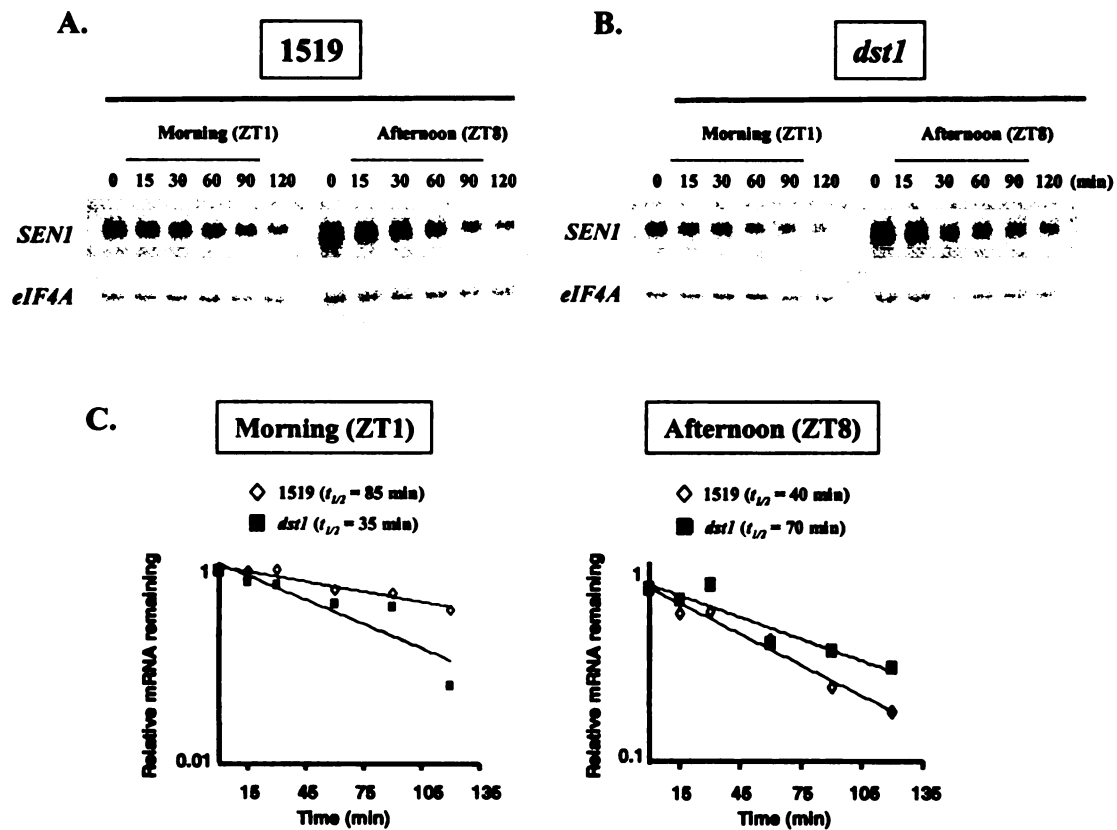 A.
1519
Morning (ZT1) Afternoon (ZT8)
0 15 30 60 90 120 0 15 30 60 90 120
SEN1
eIF4A
B.
dst1
Morning (ZT1) Afternoon (ZT8)
0 15 30 60 90 120 0 15 30 60 90 120 (min)
SEN1
eIF4A
C.
Morning (ZT1)
1519 (t1/2 = 85 min)
dst1 (t1/2 = 35 min)
Relative mRNA remaining
1
0.01
15 45 75 105 135
Time (min)
Afternoon (ZT8)
1519 (t1/2 = 40 min)
dst1 (t1/2 = 70 min)
Relative mRNA remaining
1
0.1
15 45 75 105 135
Time (min)